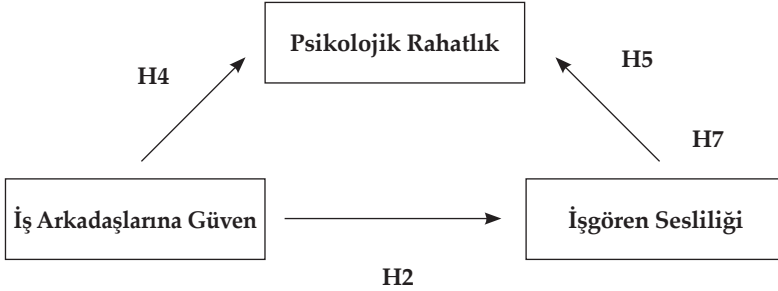 Psikolojik Rahatlık
H4
H5
H7
İş Arkadaşlarına Güven
İşgören Sesliliği
H2